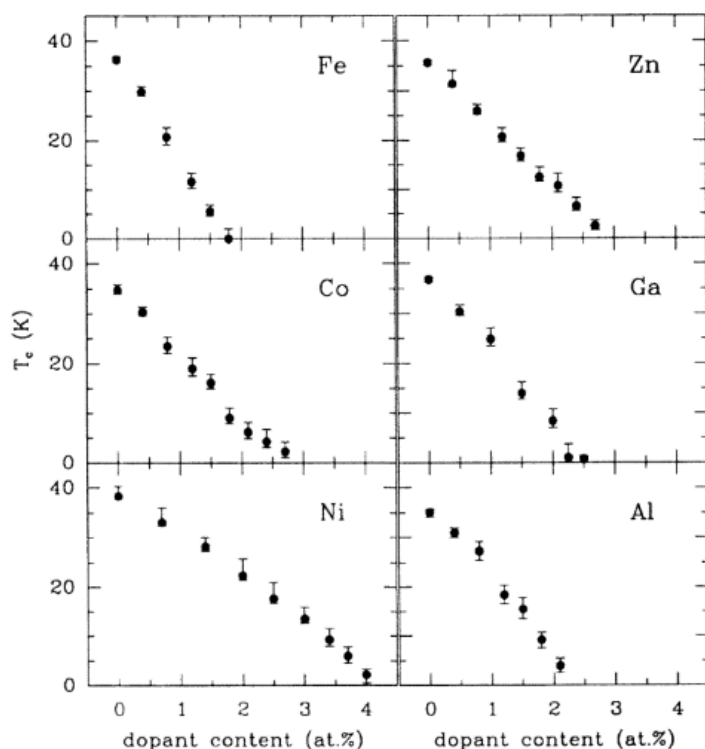 40
Fe
Zn
20
0
40
Co
Ga
T_c (K)
20
0
40
Ni
Al
20
0
0 1 2 3 4 0 1 2 3 4
dopant content (at.%) dopant content (at.%)